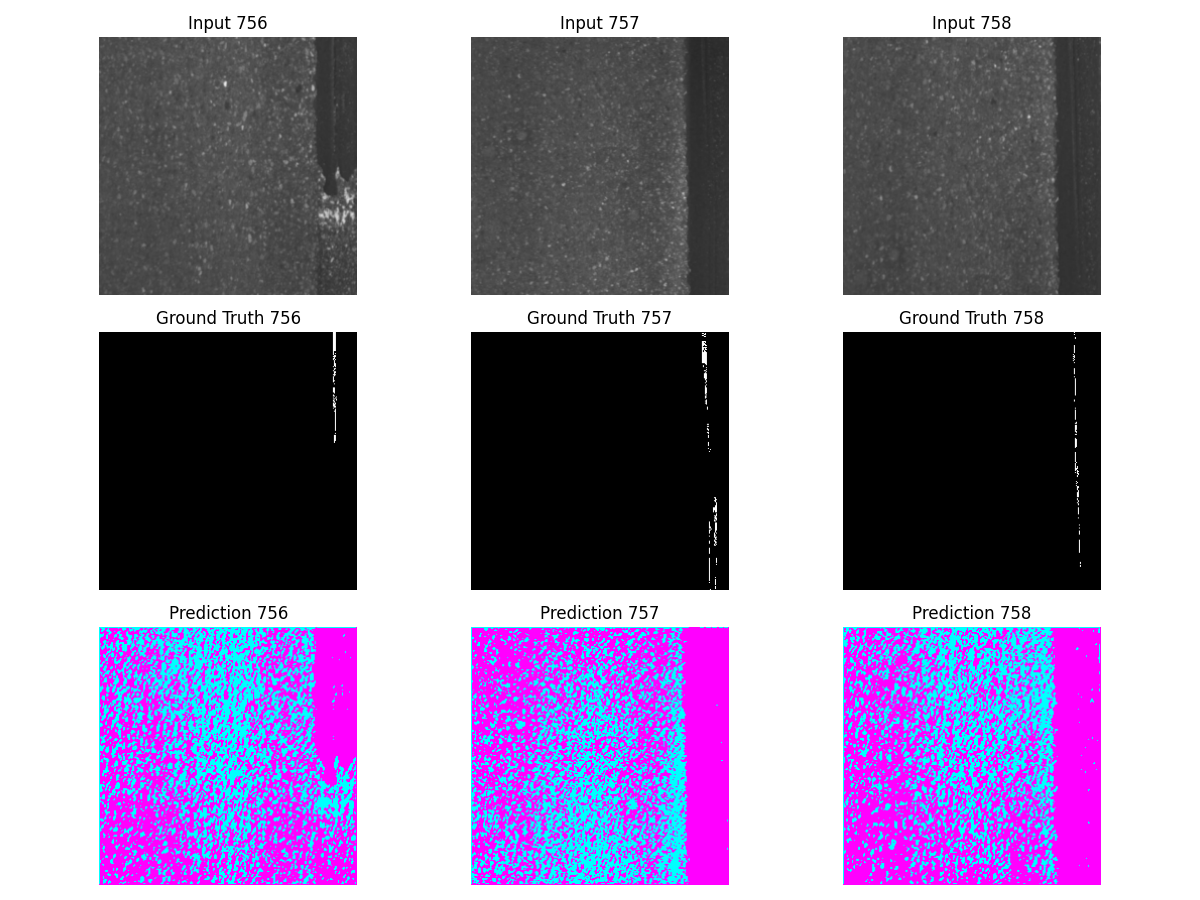 Input 756
Input 757
Input 758
Ground Truth 756
Ground Truth 757
Ground Truth 758
Prediction 756
Prediction 757
Prediction 758